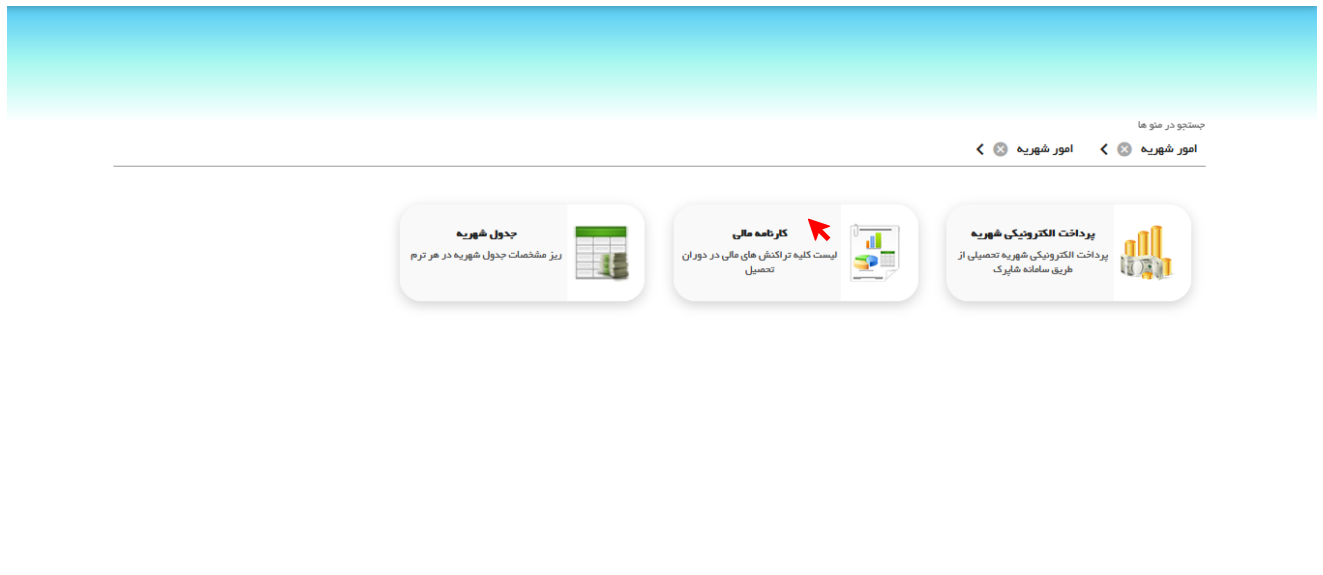 جستجو در منو ها
امور شهریه
امور شهریه
پرداخت الکترونیکی شهریه
پرداخت الکترونیکی شهریه تحصیلی از
طریق سامانه شاپرک
کارنامه مالی
لیست کلیه تراکنش های مالی در دوران
تحصیل
جدول شهریه
ریز مشخصات جدول شهریه در هر ترم